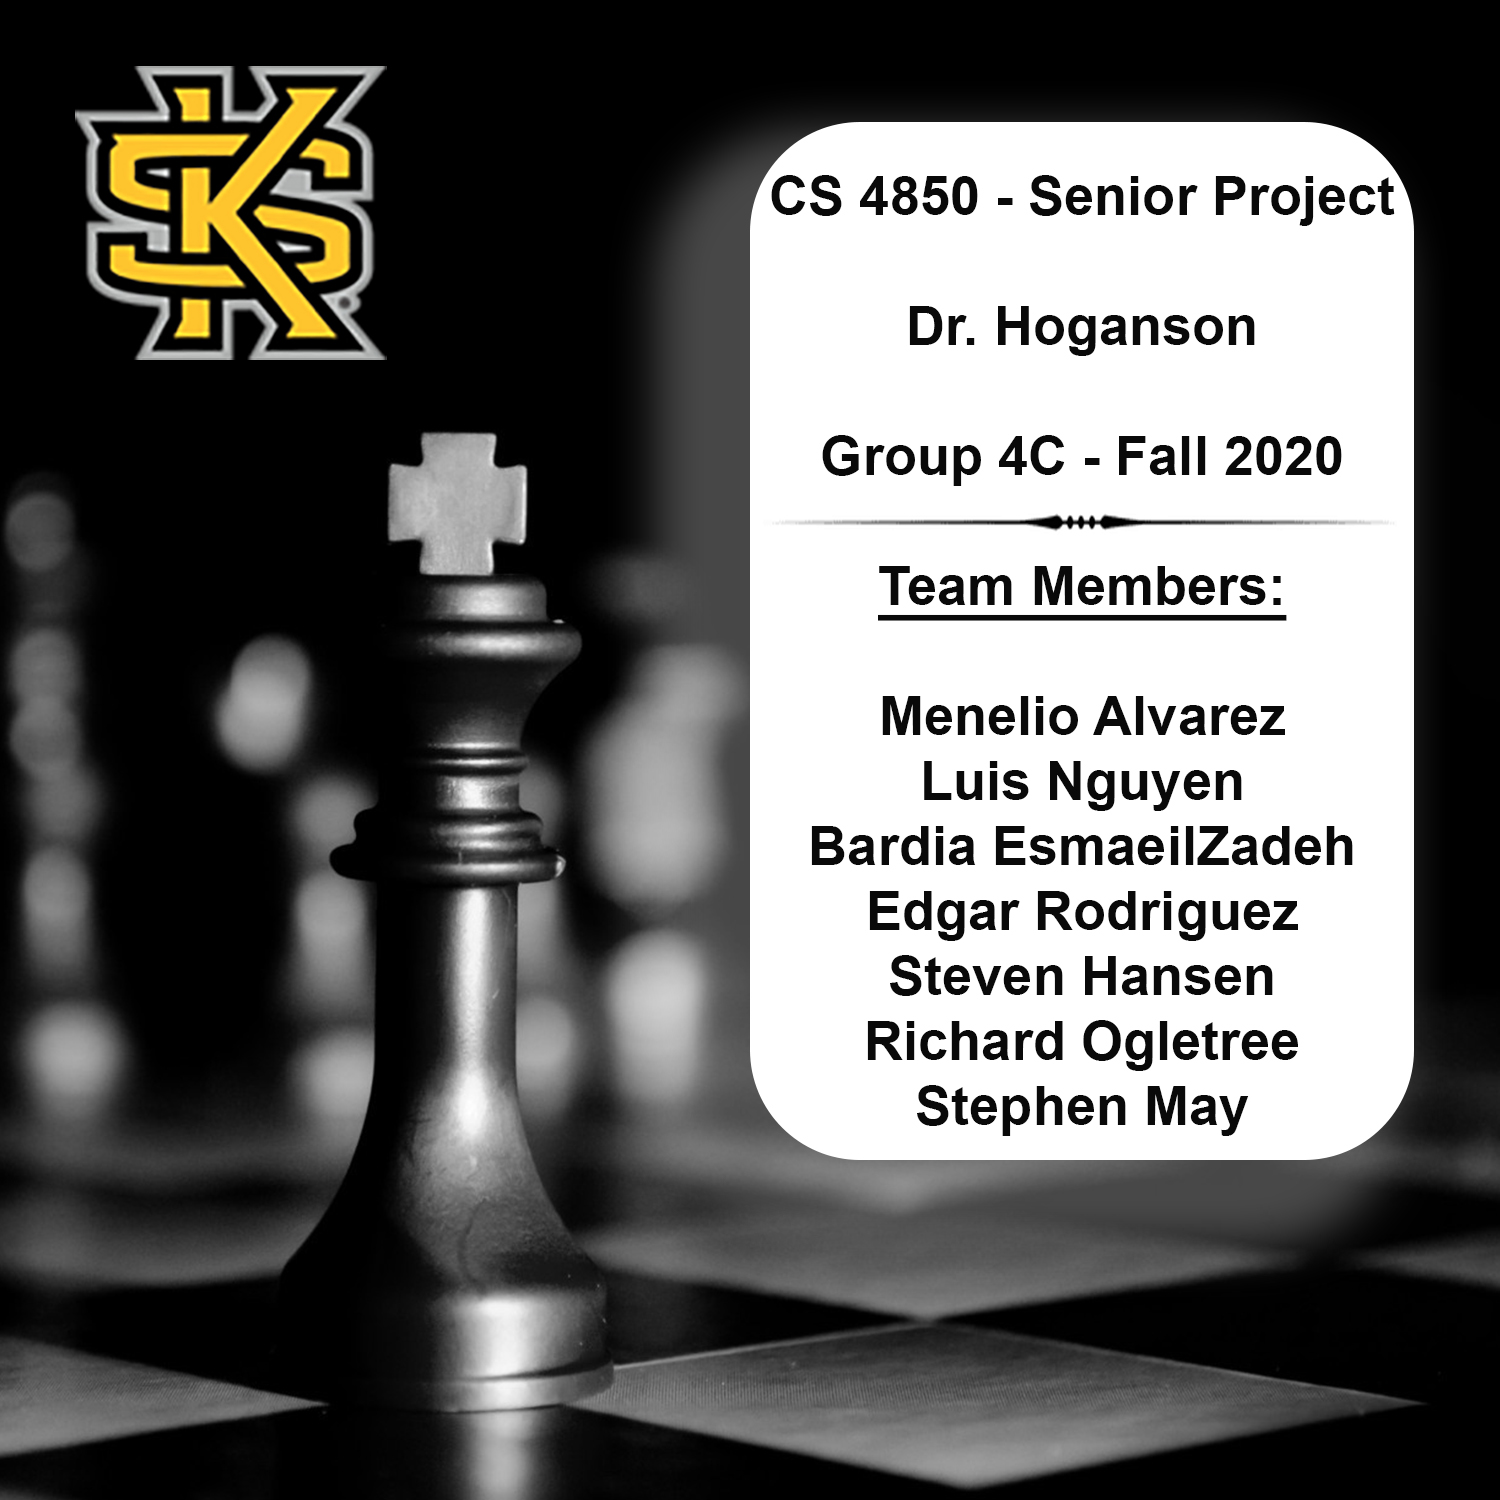 KS
CS 4850 - Senior Project
Dr. Hoganson
Group 4C - Fall 2020
Team Members:
Menelio Alvarez
Luis Nguyen
Bardia EsmaeilZadeh
Edgar Rodriguez
Steven Hansen
Richard Ogletree
Stephen May